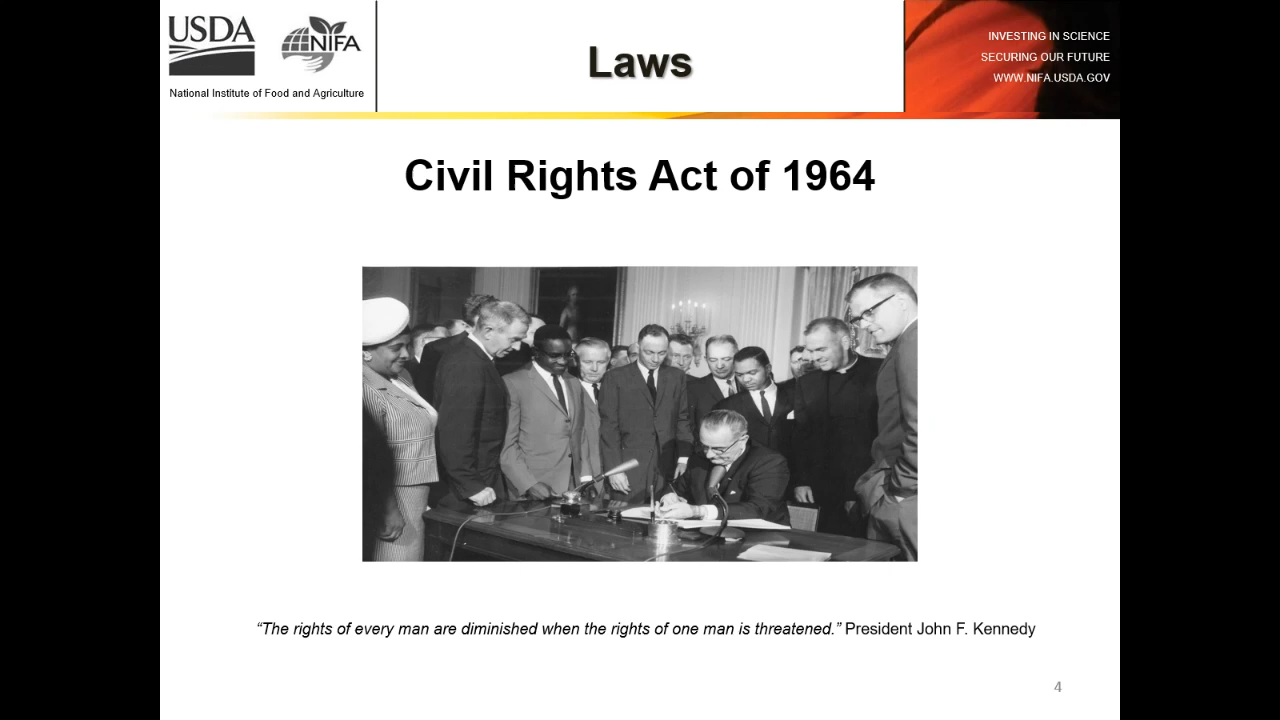 USDA
NIFA
National Institute of Food and Agriculture
Laws
INVESTING IN SCIENCE
SECURING OUR FUTURE
WWW.NIFA.USDA.GOV
Civil Rights Act of 1964
“The rights of every man are diminished when the rights of one man is threatened.” President John F. Kennedy
4